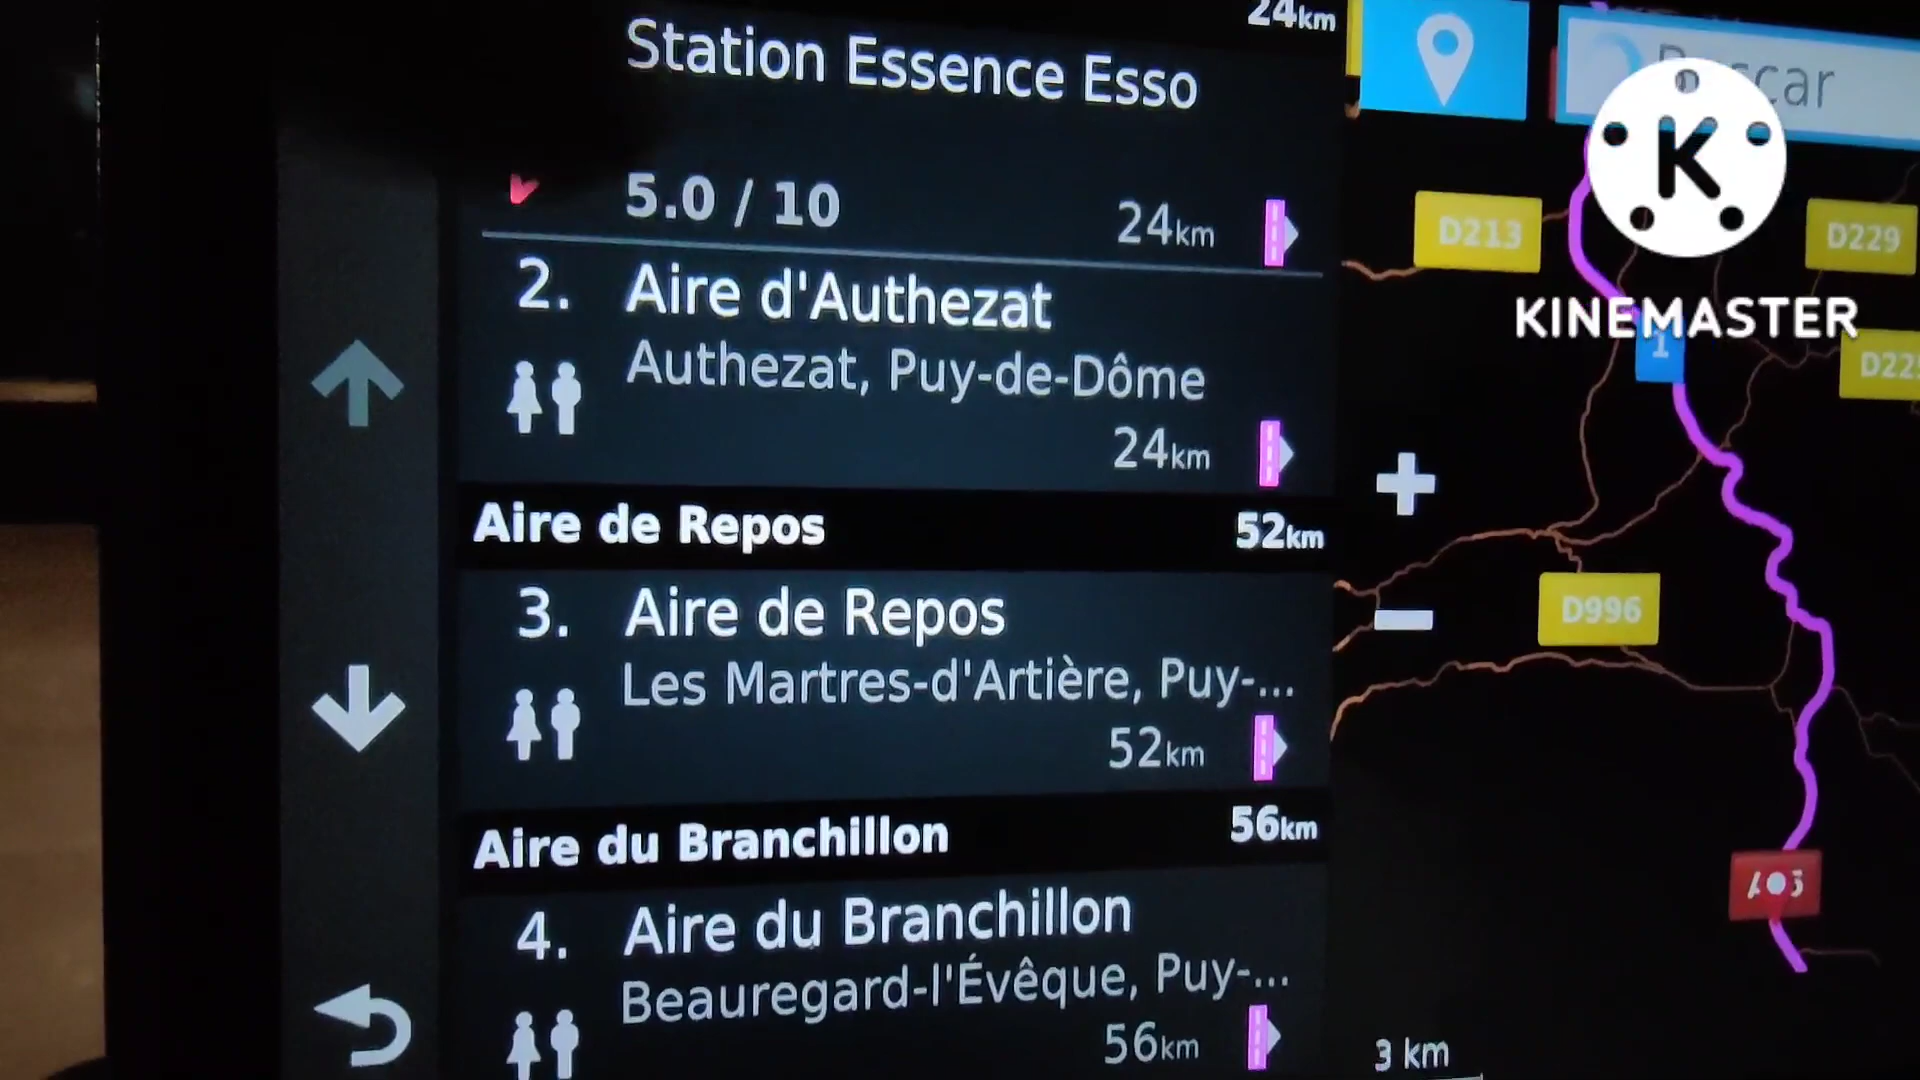 24km
Station Essence Esso
5.0 / 10
24km
2. Aire d'Authezat
Authezat, Puy-de-Dôme
24km
Aire de Repos 52km
3. Aire de Repos
Les Martres-d'Artière, Puy-...
52km
Aire du Branchillon 56km
4. Aire du Branchillon
Beauregard-l'Évêque, Puy-...
56km
K
KINEMASTER
D213
D229
1
D996
3 km